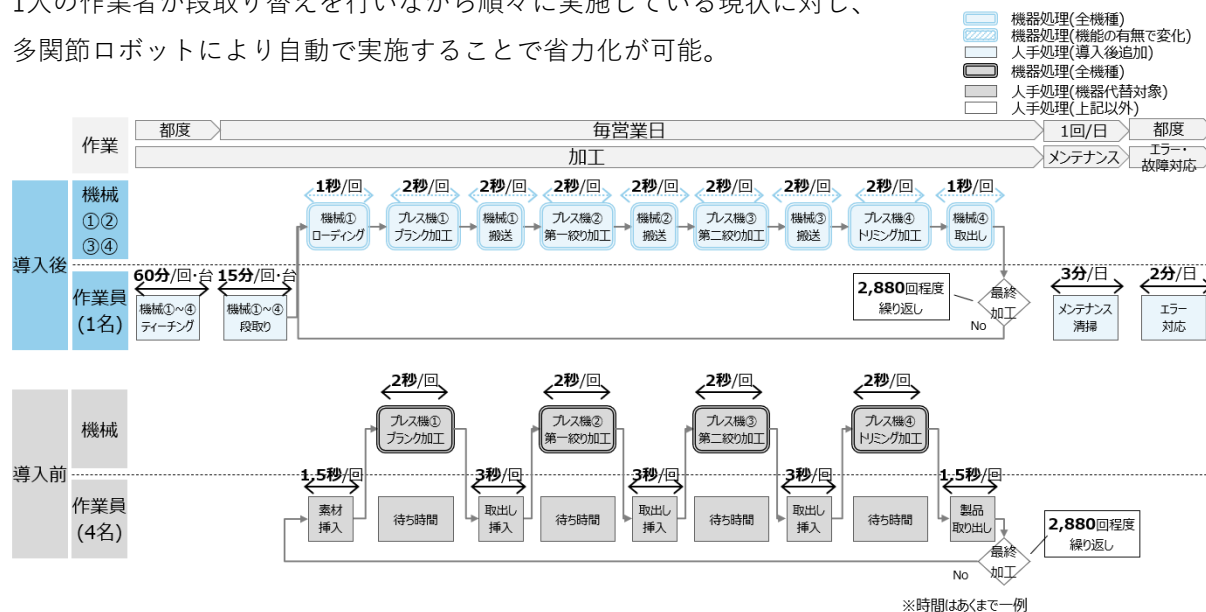 1人の作業者が段取り替えを行いながら順々に実施している現状に対し、
多関節ロボットにより自動で実施することで省力化が可能。
機器処理(全機種)
機器処理(機能の有無で変化)
人手処理(導入後追加)
機器処理(全機種)
人手処理(機器代替対象)
人手処理(上記以外)
作業
都度
毎営業日
1回/日
都度
加工
メンテナンス
エラー・
故障対応
導入後
機械
①②
③④
1秒/回
2秒/回
2秒/回
2秒/回
2秒/回
2秒/回
2秒/回
2秒/回
1秒/回
機械①
ローディング
プレス機①
ブランク加工
機械①
搬送
プレス機②
第一絞り加工
機械②
搬送
プレス機③
第二絞り加工
機械③
搬送
プレス機④
トリミング加工
機械④
取出し
作業員
(1名)
60分/回・台
15分/回・台
機械①~④
ティーチング
機械①~④
段取り
2,880回程度
繰り返し
最終
加工
No
3分/日
2分/日
メンテナンス
清掃
エラー
対応
導入前
機械
2秒/回
2秒/回
2秒/回
2秒/回
プレス機①
ブランク加工
プレス機②
第一絞り加工
プレス機③
第二絞り加工
プレス機④
トリミング加工
作業員
(4名)
1.5秒/回
3秒/回
3秒/回
3秒/回
1.5秒/回
素材
挿入
待ち時間
取出し
挿入
待ち時間
取出し
挿入
待ち時間
取出し
挿入
待ち時間
製品
取り出し
2,880回程度
繰り返し
最終
加工
No
※時間はあくまで一例